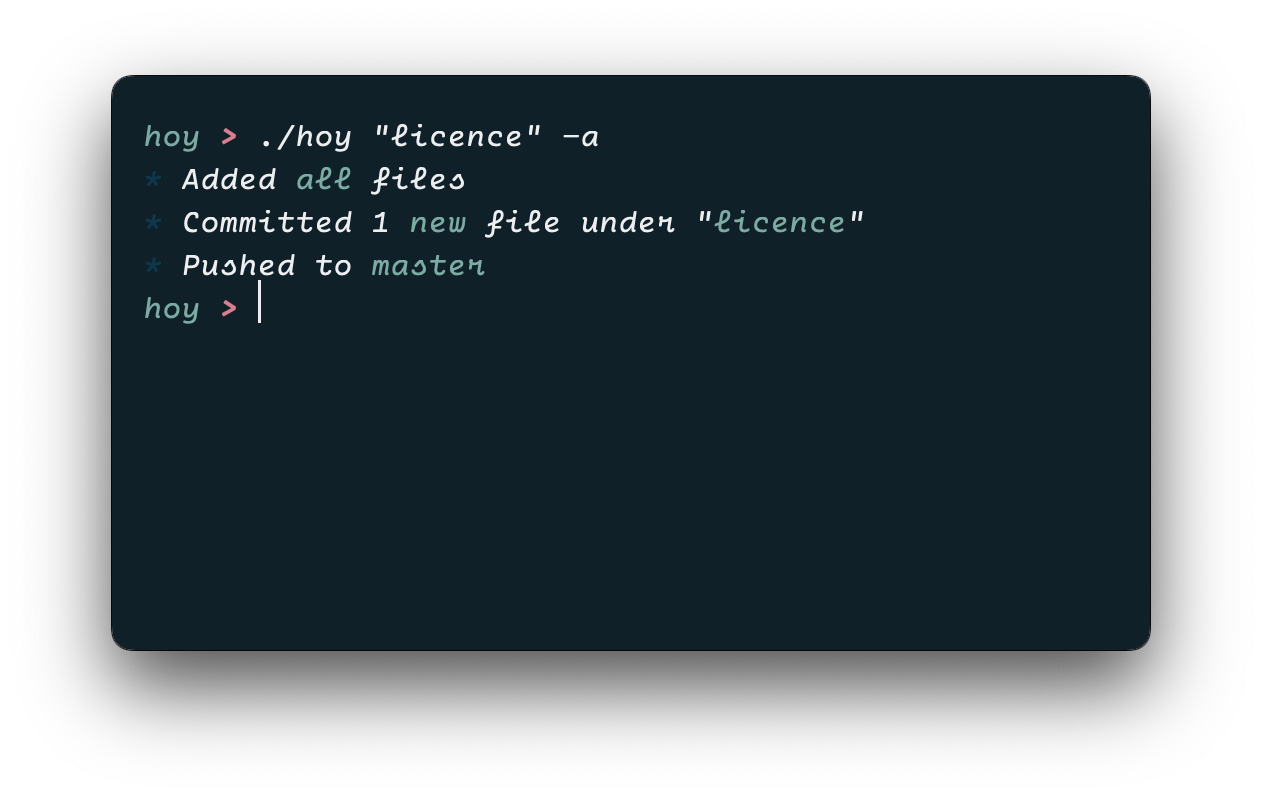 hoy > ./hoy "licence" -a
* Added all files
* Committed 1 new file under "licence"
* Pushed to master
hoy >